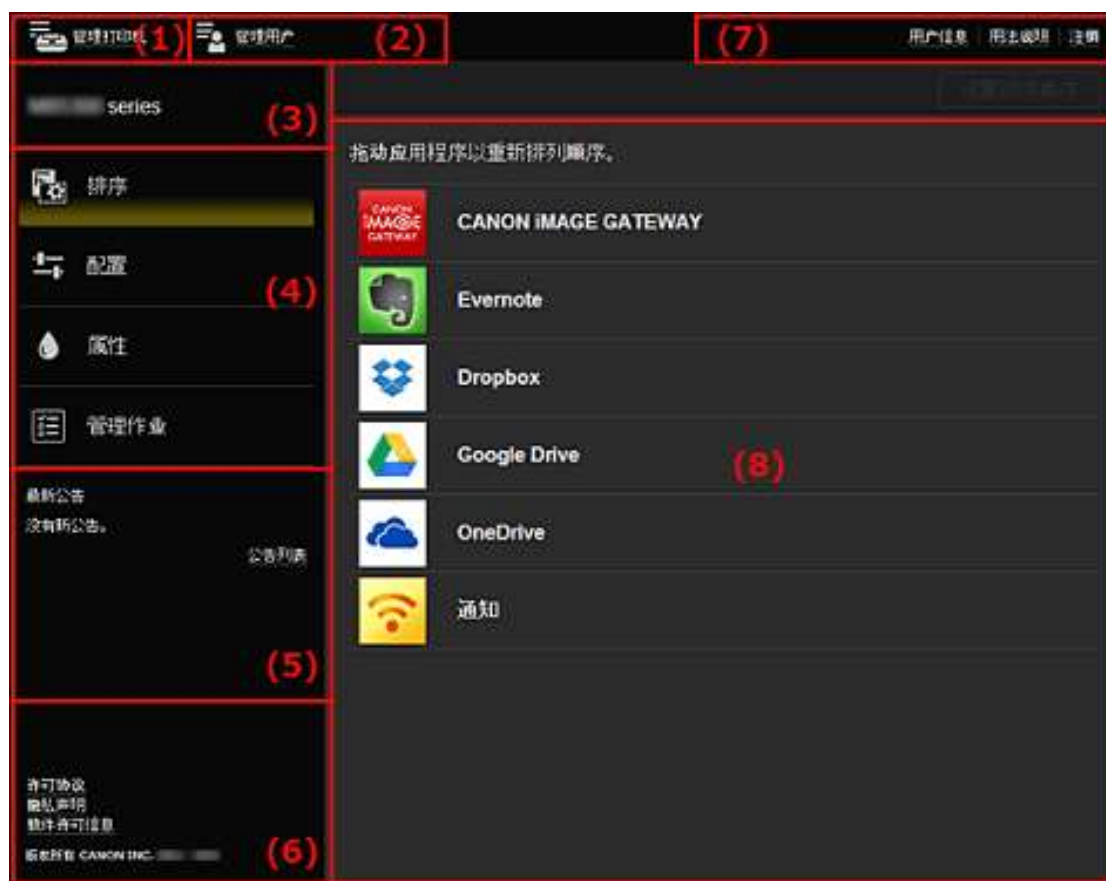 管理打印机 (1)
管理用户 (2)
(7)
用户信息 用法说明 注销
series (3)
拖动应用程序以重新排列顺序。
排序
配置
(4)
属性
管理作业
CANON iMAGE GATEWAY
CANON iMAGE GATEWAY
Evernote
Dropbox
Google Drive
(8)
OneDrive
通知
最新公告
没有新公告。
公告列表
(5)
许可协议
隐私声明
软件许可信息
版权所有 CANON INC.
(6)